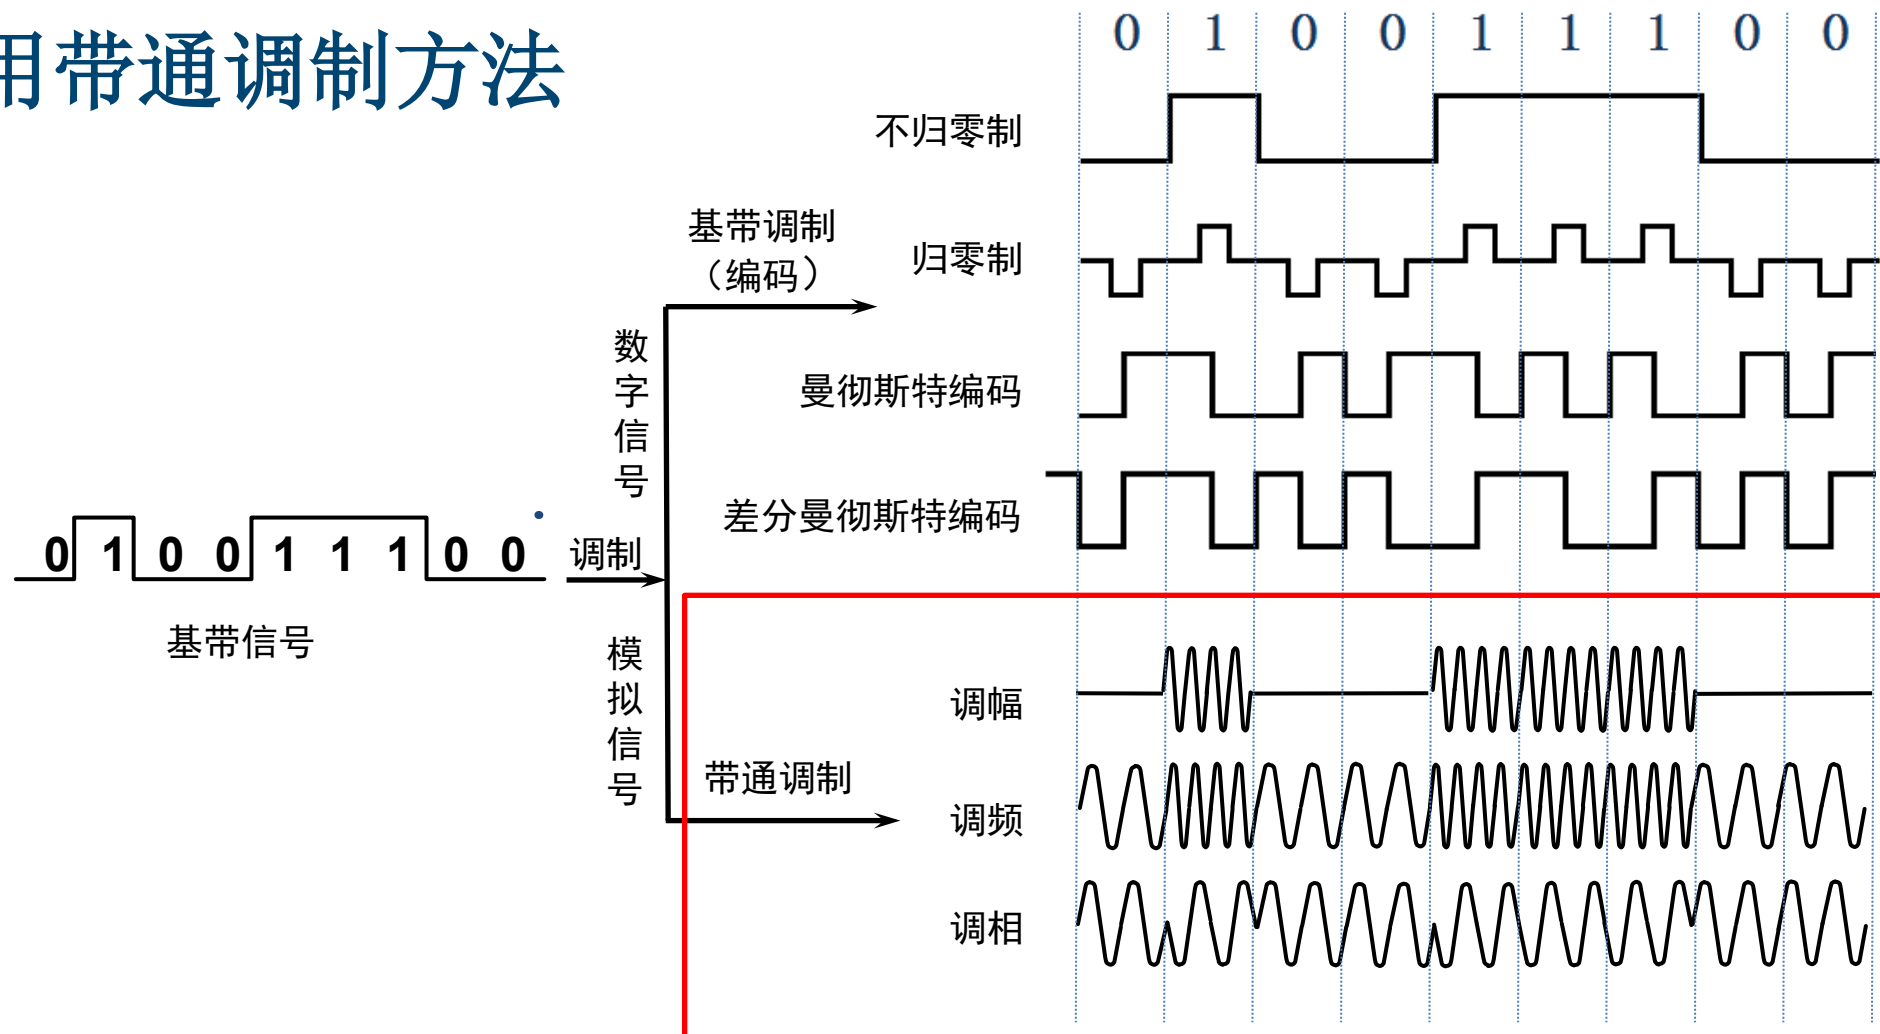 用带通调制方法
0 1 0 0 1 1 1 0 0
不归零制
基带调制
（编码）
归零制
数字信号
曼彻斯特编码
差分曼彻斯特编码
0 1 0 0 1 1 1 0 0
调制
基带信号
模拟信号
调幅
带通调制
调频
调相